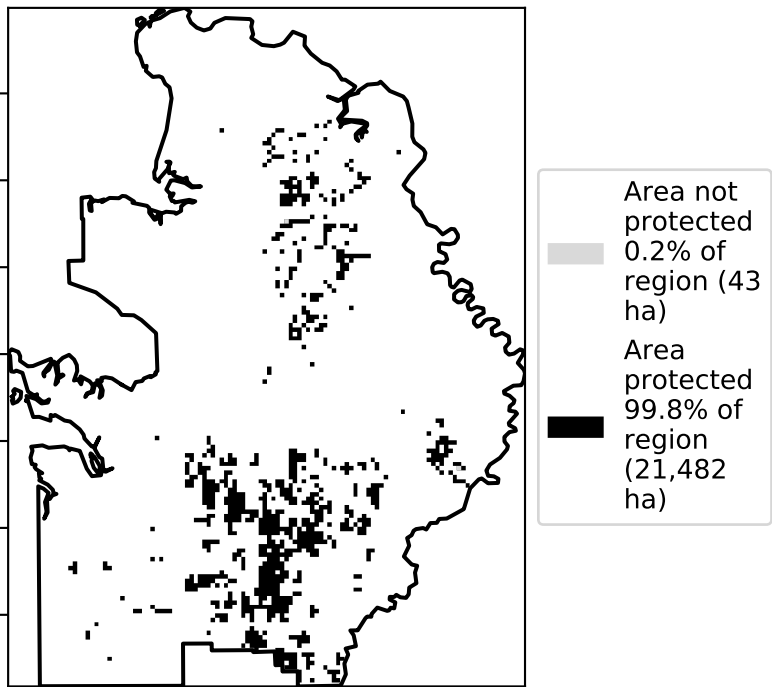 Area not
protected
0.2% of
region (43
ha)
Area
protected
99.8% of
region
(21,482
ha)